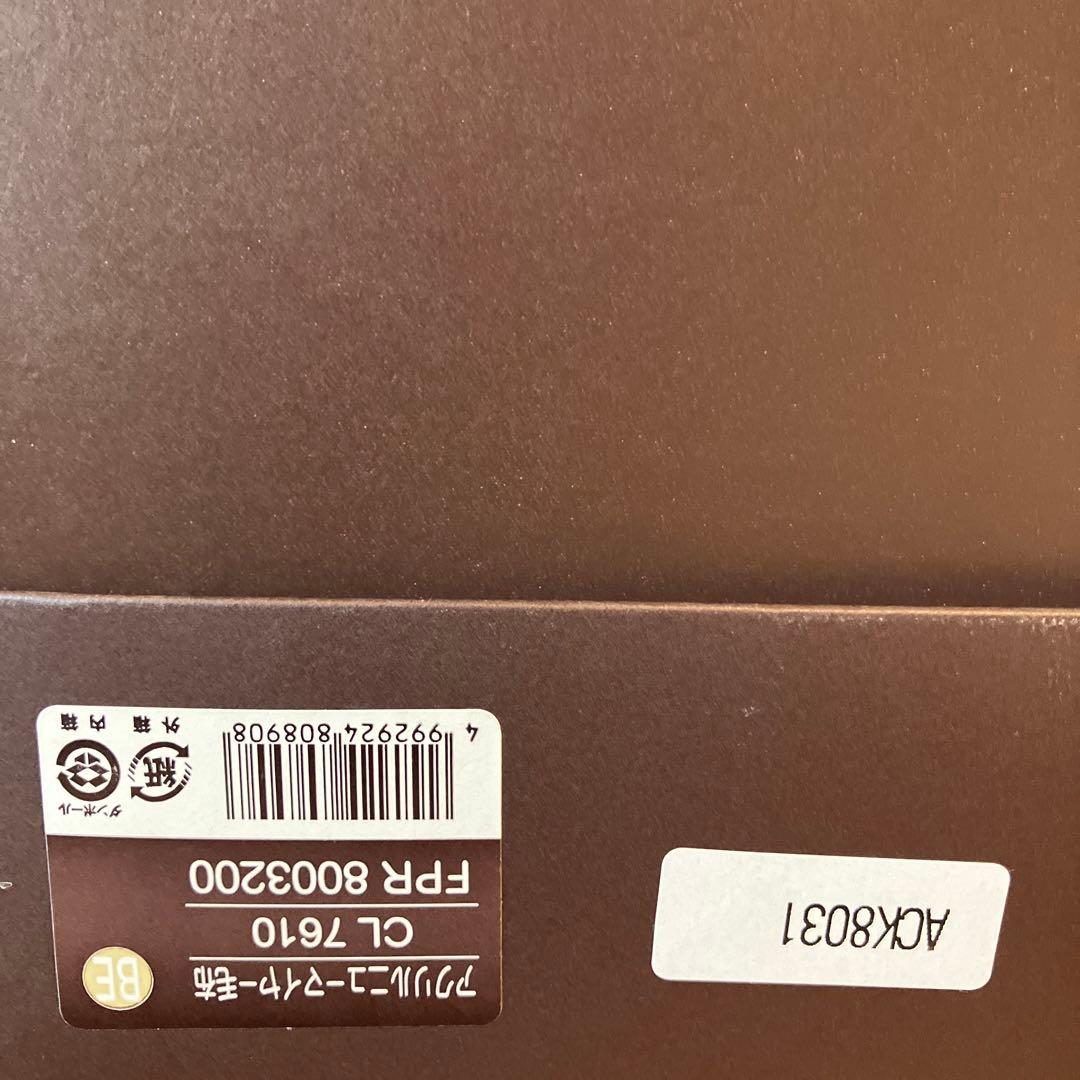 アクリルニューマイヤー毛布
BE
CL 7610
FPR 8003200
4 992924 808908
ダンボール
紙
外箱
内箱
ACK8031